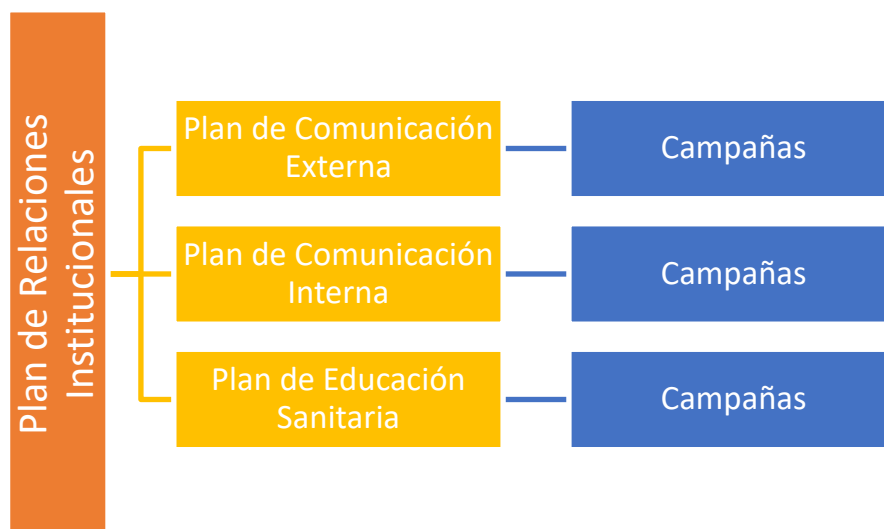 Plan de Relaciones
Institucionales
Plan de Comunicación
Externa
Campañas
Plan de Comunicación
Interna
Campañas
Plan de Educación
Sanitaria
Campañas